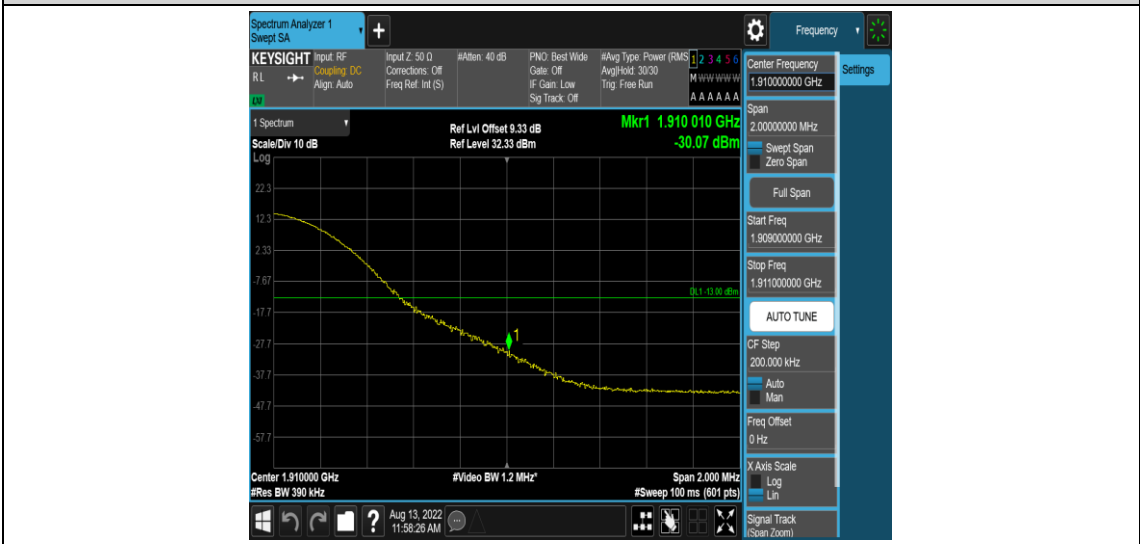 Spectrum Analyzer 1
Swept SA
+
Frequency
KEYSIGHT
RL
LXI
Input: RF
Coupling: DC
Align: Auto
Input Z: 50 Ω
Corrections: Off
Freq Ref: Int (S)
#Atten: 40 dB
PNO: Best Wide
Gate: Off
IF Gain: Low
Sig Track: Off
#Avg Type: Power (RMS
Avg|Hold: 30/30
Trig: Free Run
1 2 3 4 5 6
M W W W W W
A A A A A A
Center Frequency
1.910000000 GHz
Settings
Span
2.00000000 MHz
Swept Span
Zero Span
Full Span
Start Freq
1.909000000 GHz
Stop Freq
1.911000000 GHz
AUTO TUNE
CF Step
200.000 kHz
Auto
Man
Freq Offset
0 Hz
X Axis Scale
Log
Lin
Signal Track
(Span Zoom)
1 Spectrum
Scale/Div 10 dB
Log
Ref Lvl Offset 9.33 dB
Ref Level 32.33 dBm
Mkr1 1.910 010 GHz
-30.07 dBm
22.3
12.3
2.33
-7.67
DL1 -13.00 dBm
-17.7
1
-27.7
-37.7
-47.7
-57.7
Center 1.910000 GHz
#Res BW 390 kHz
#Video BW 1.2 MHz*
Span 2.000 MHz
#Sweep 100 ms (601 pts)
?
Aug 13, 2022
11:58:26 AM